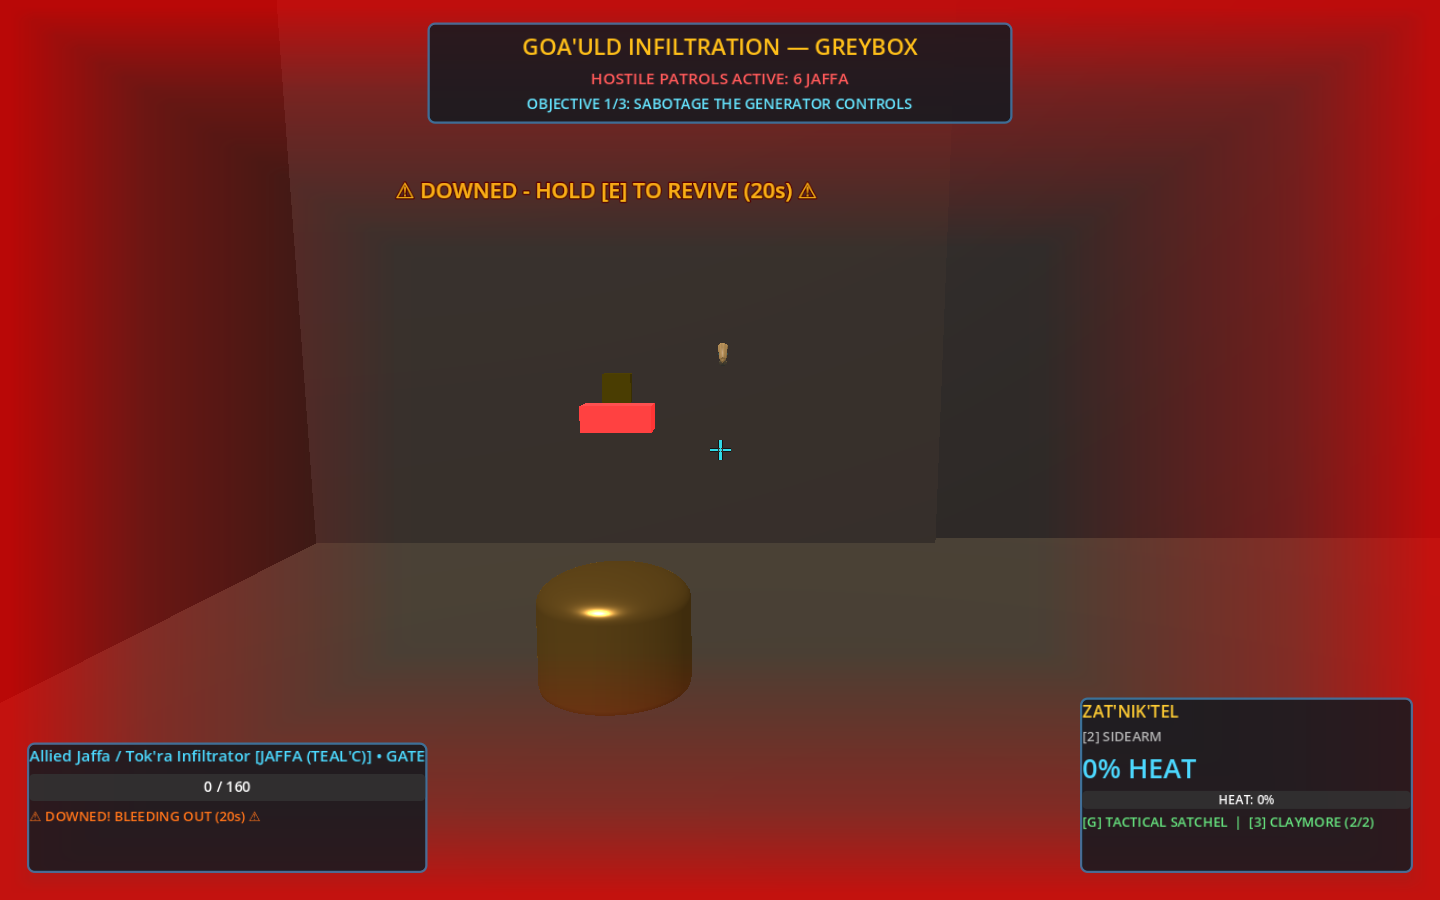 GOA'ULD INFILTRATION — GREYBOX
HOSTILE PATROLS ACTIVE: 6 JAFFA
OBJECTIVE 1/3: SABOTAGE THE GENERATOR CONTROLS
⚠ DOWNED - HOLD [E] TO REVIVE (20s) ⚠
Allied Jaffa / Tok'ra Infiltrator [JAFFA (TEAL'C)] • GATE
0 / 160
⚠ DOWNED! BLEEDING OUT (20s) ⚠
ZAT'NIK'TEL
[2] SIDEARM
0% HEAT
HEAT: 0%
[G] TACTICAL SATCHEL | [3] CLAYMORE (2/2)